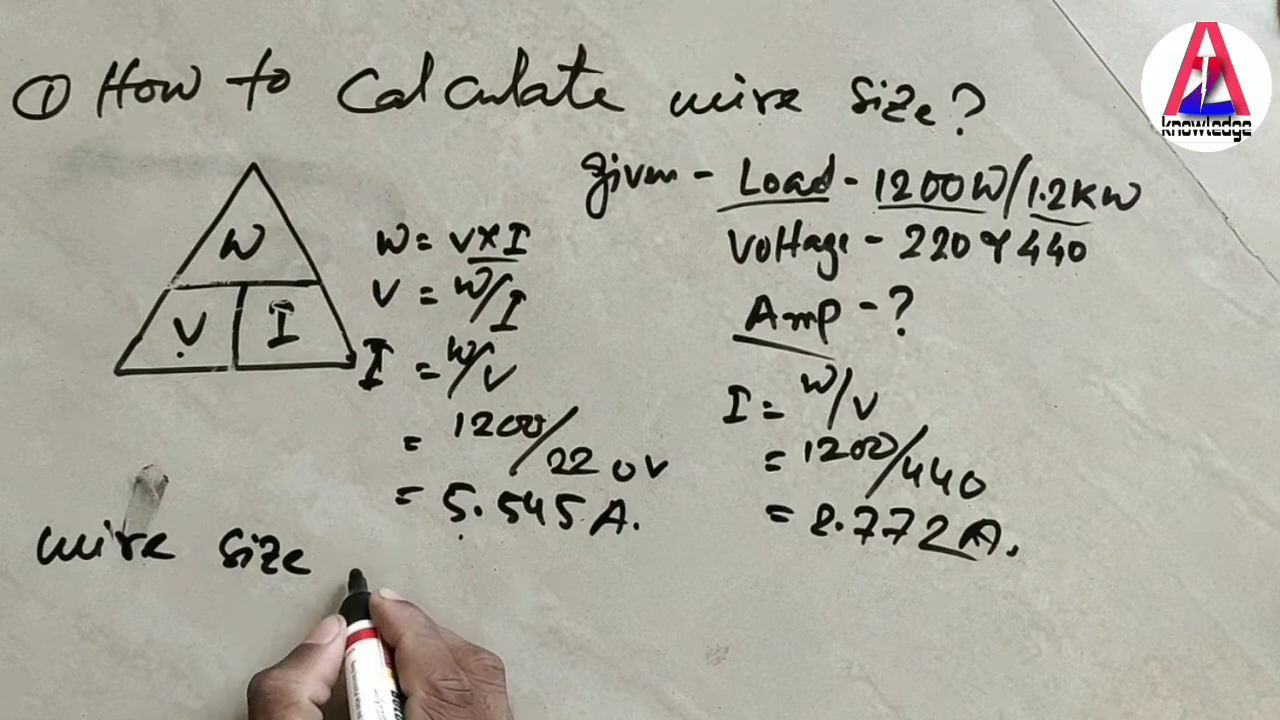 ① How to Calculate wire size?
given - Load - 1200W/1.2KW
Voltage - 220 or 440
Amp - ?
W
V
I
W = V×I
V = W/I
I = W/V
= 1200/220V
= 5.545A.
I = W/V
= 1200/440
= 2.772A.
wire size
A
knowledge